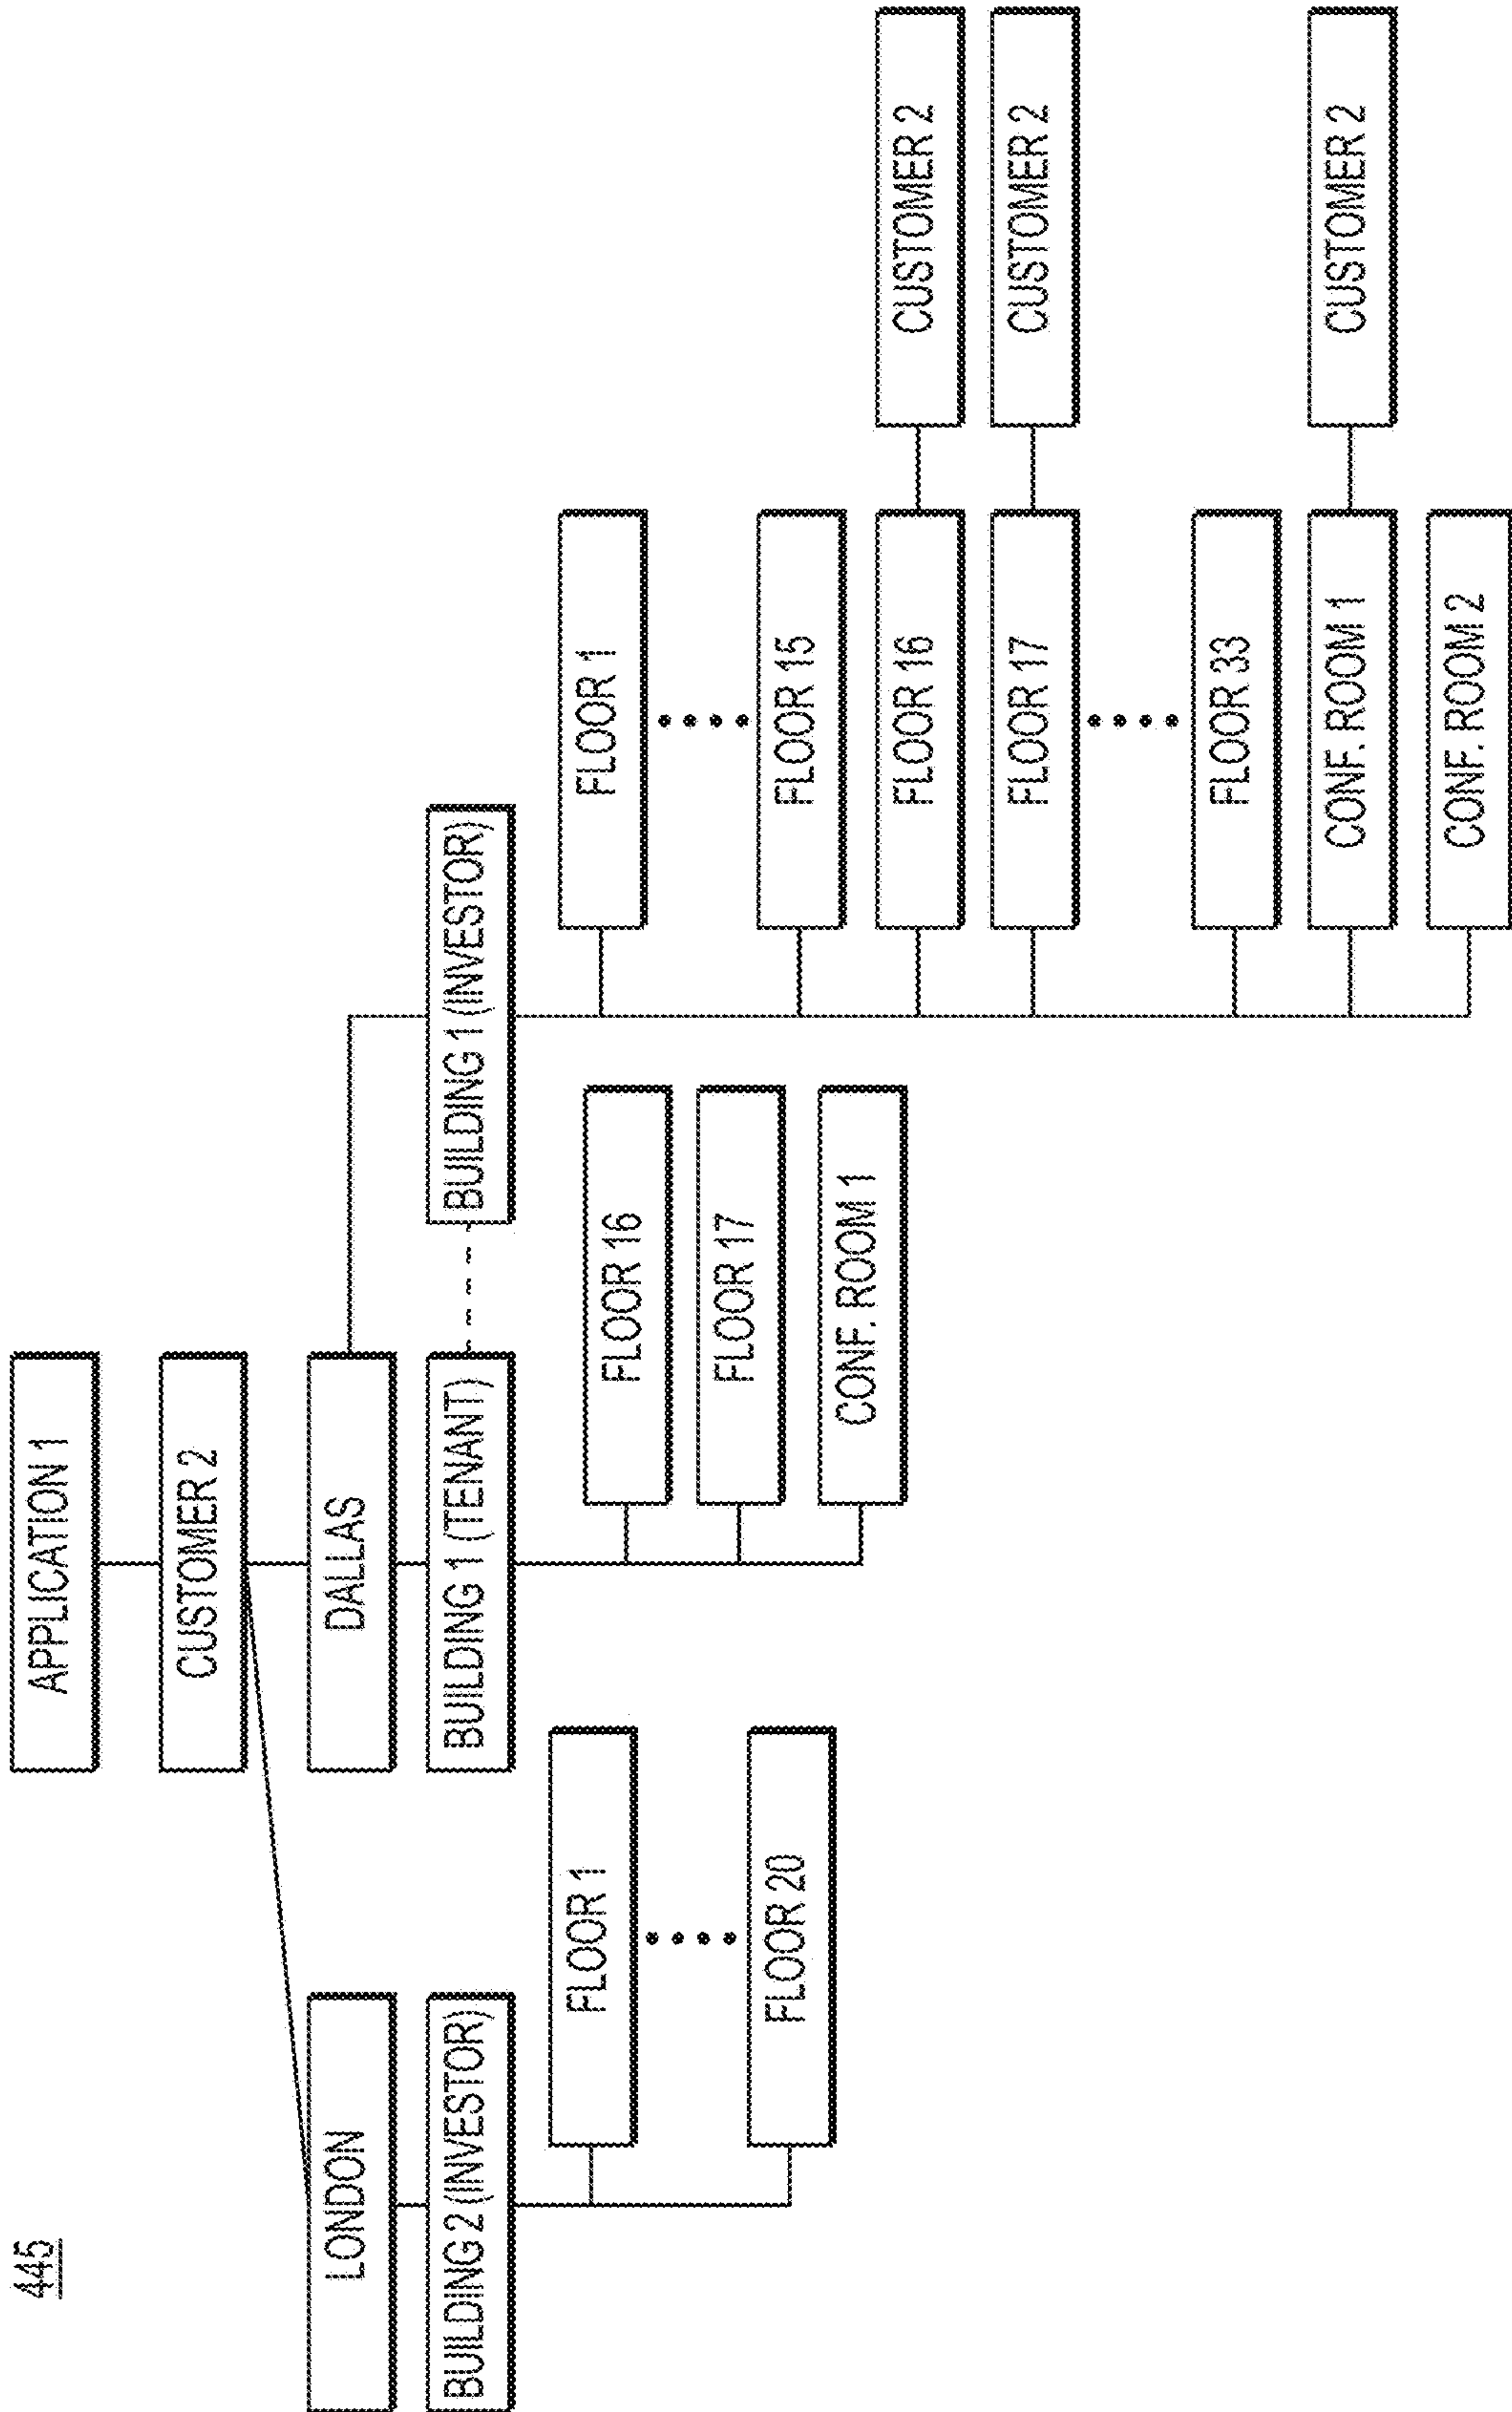 445
APPLICATION 1
CUSTOMER 2
LONDON
DALLAS
BUILDING 2 (INVESTOR)
BUILDING 1 (TENANT)
BUILDING 1 (INVESTOR)
FLOOR 1
FLOOR 20
FLOOR 16
FLOOR 17
CONF. ROOM 1
FLOOR 1
FLOOR 15
FLOOR 16
CUSTOMER 2
FLOOR 17
CUSTOMER 2
FLOOR 33
CONF. ROOM 1
CUSTOMER 2
CONF. ROOM 2